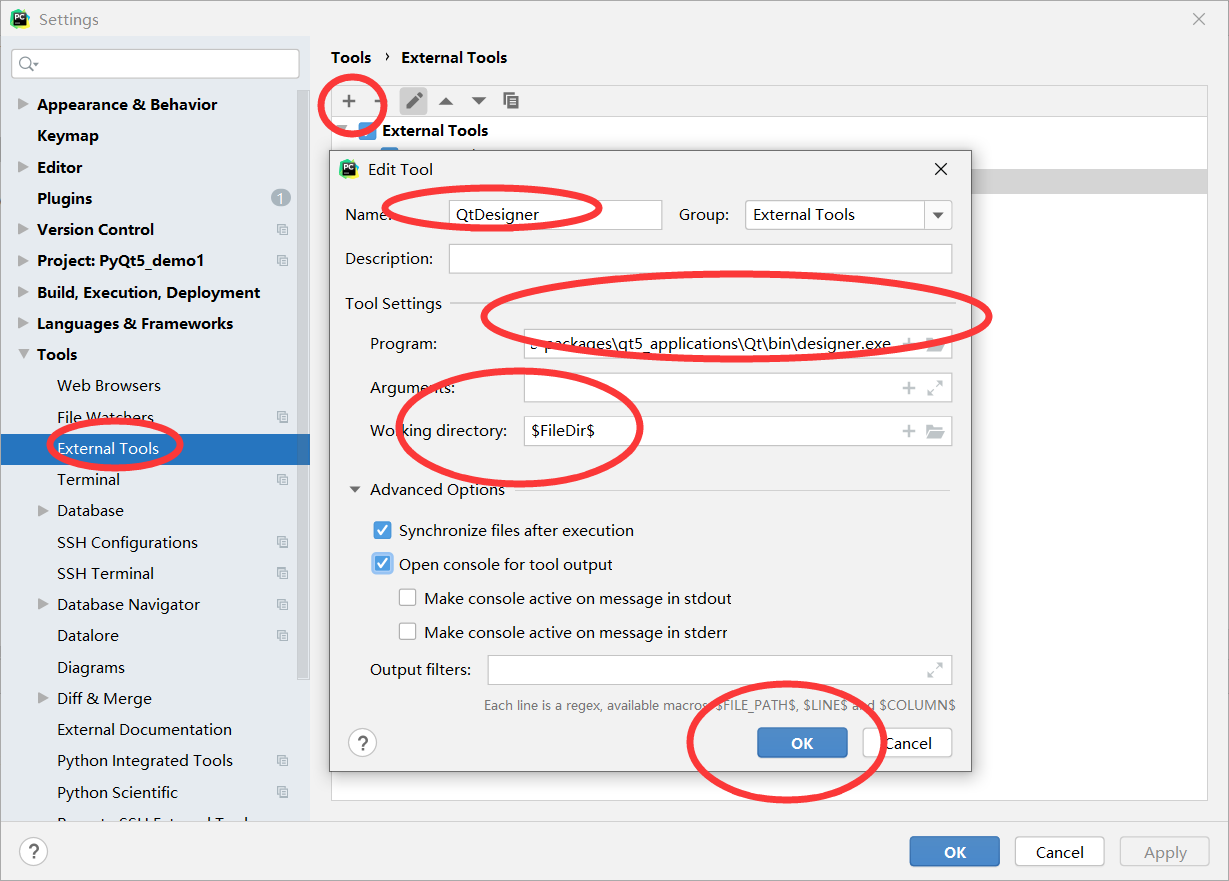 Settings
Tools › External Tools
Appearance & Behavior
Keymap
Editor
Plugins 1
Version Control
Project: PyQt5_demo1
Build, Execution, Deployment
Languages & Frameworks
Tools
Web Browsers
File Watchers
External Tools
Terminal
Database
SSH Configurations
SSH Terminal
Database Navigator
Datalore
Diagrams
Diff & Merge
External Documentation
Python Integrated Tools
Python Scientific
External Tools
PC Edit Tool
Name: QtDesigner Group: External Tools
Description:
Tool Settings
Program: packages\qt5_applications\Qt\bin\designer.exe
Arguments:
Working directory: $FileDir$
Advanced Options
Synchronize files after execution
Open console for tool output
Make console active on message in stdout
Make console active on message in stderr
Output filters:
Each line is a regex, available macros: $FILE_PATH$, $LINE$ and $COLUMN$
? OK Cancel
? OK Cancel Apply